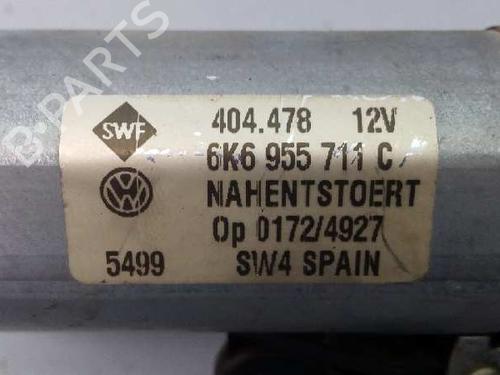 B-PARTS
SWF 404.478 12V
6K6 955 711 C
NAHENTSTOERT
Op 0172/4927
5499 SW4 SPAIN